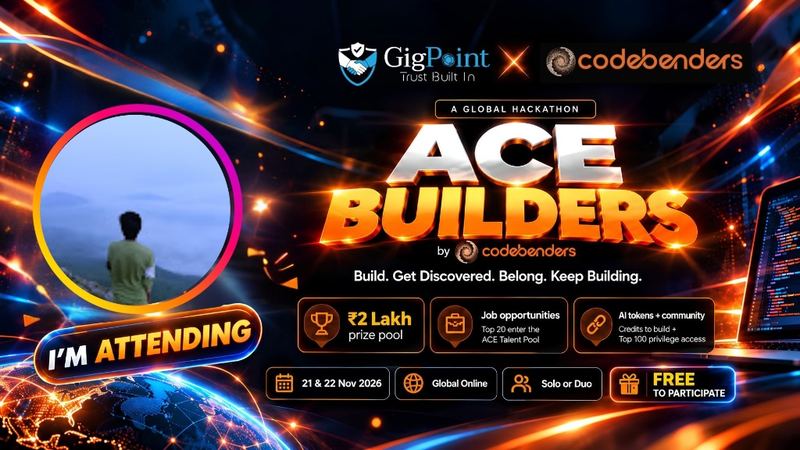 GigPoint
Trust Built In
codebenders
A GLOBAL HACKATHON
ACE
BUILDERS
by codebenders
Build. Get Discovered. Belong. Keep Building.
₹2 Lakh
prize pool
Job opportunities
Top 20 enter the
ACE Talent Pool
AI tokens + community
Credits to build +
Top 100 privilege access
I'M ATTENDING
21 & 22 Nov 2026
Global Online
Solo or Duo
FREE
TO PARTICIPATE